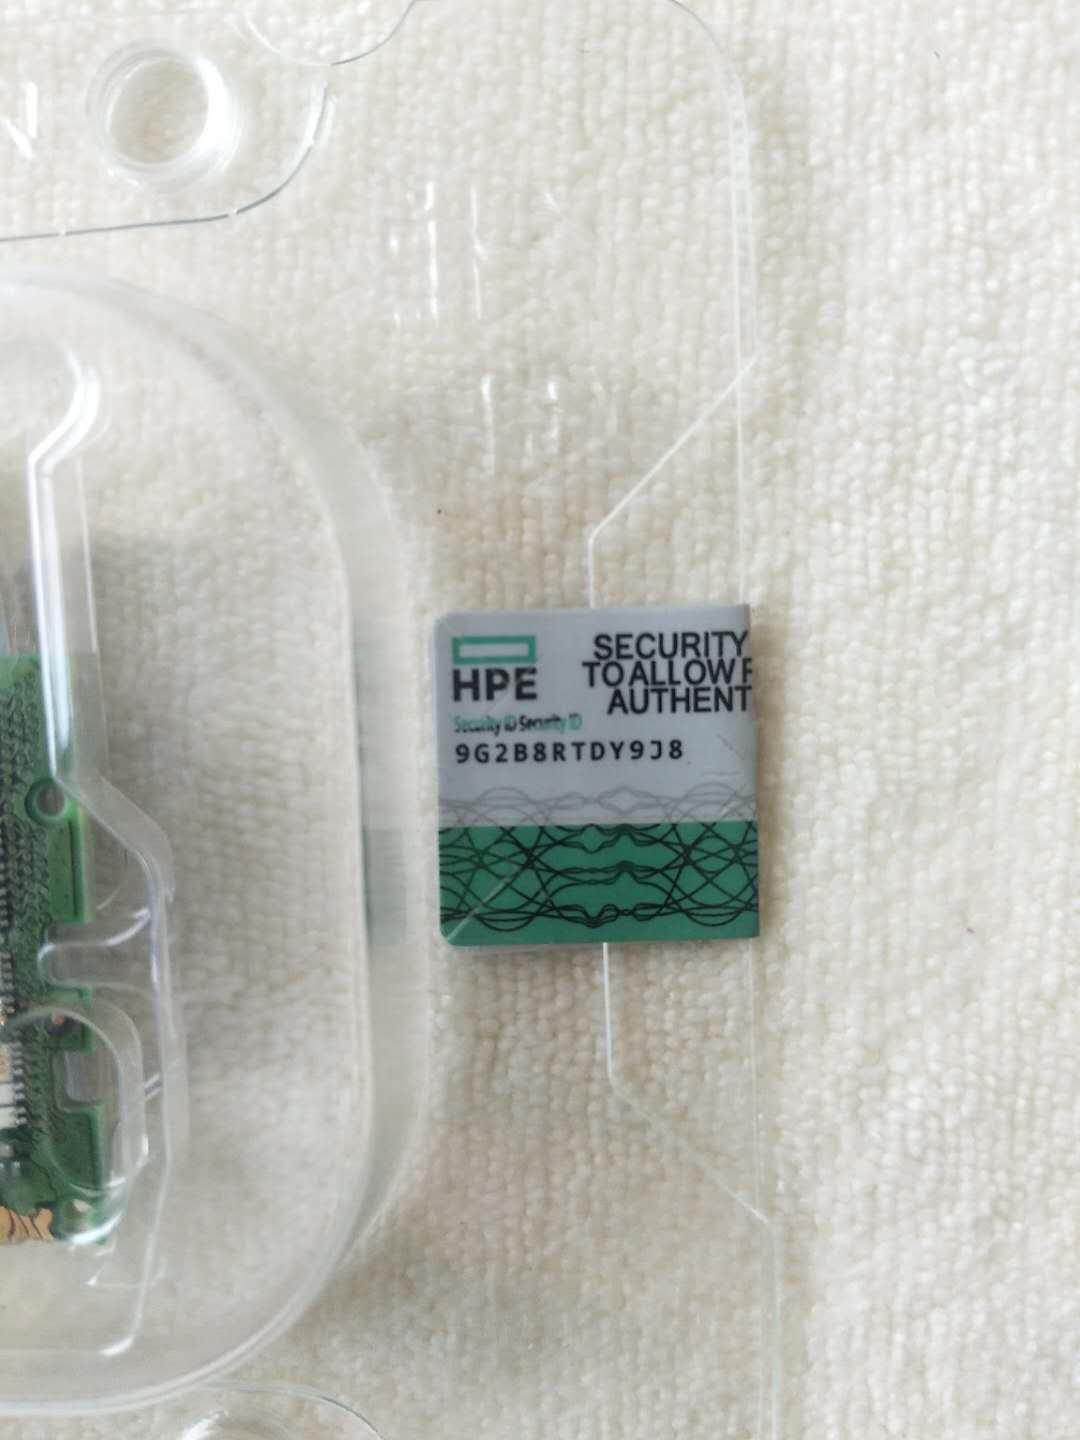 HPE
SECURITY
TO ALLOW
AUTHENT
Security ID Security ID
9G2B8RTDY9J8